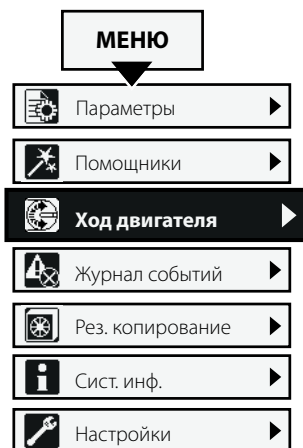 МЕНЮ
Параметры
Помощники
Ход двигателя
Журнал событий
Рез. копирование
Сист. инф.
Настройки